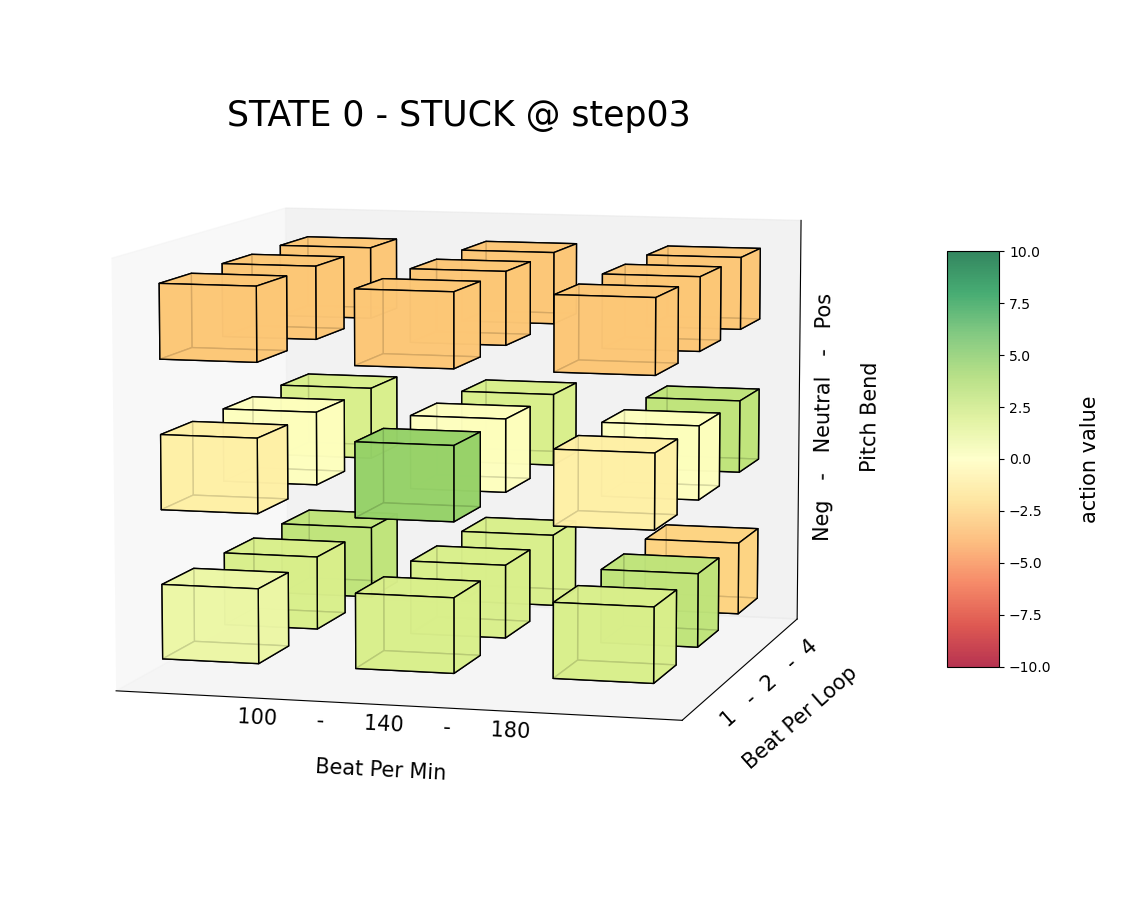 STATE 0 - STUCK @ step03
10.0
7.5
5.0
2.5
0.0
−2.5
−5.0
−7.5
−10.0
action value
Neg - Neutral - Pos
Pitch Bend
1 - 2 - 4
Beat Per Loop
100 - 140 - 180
Beat Per Min